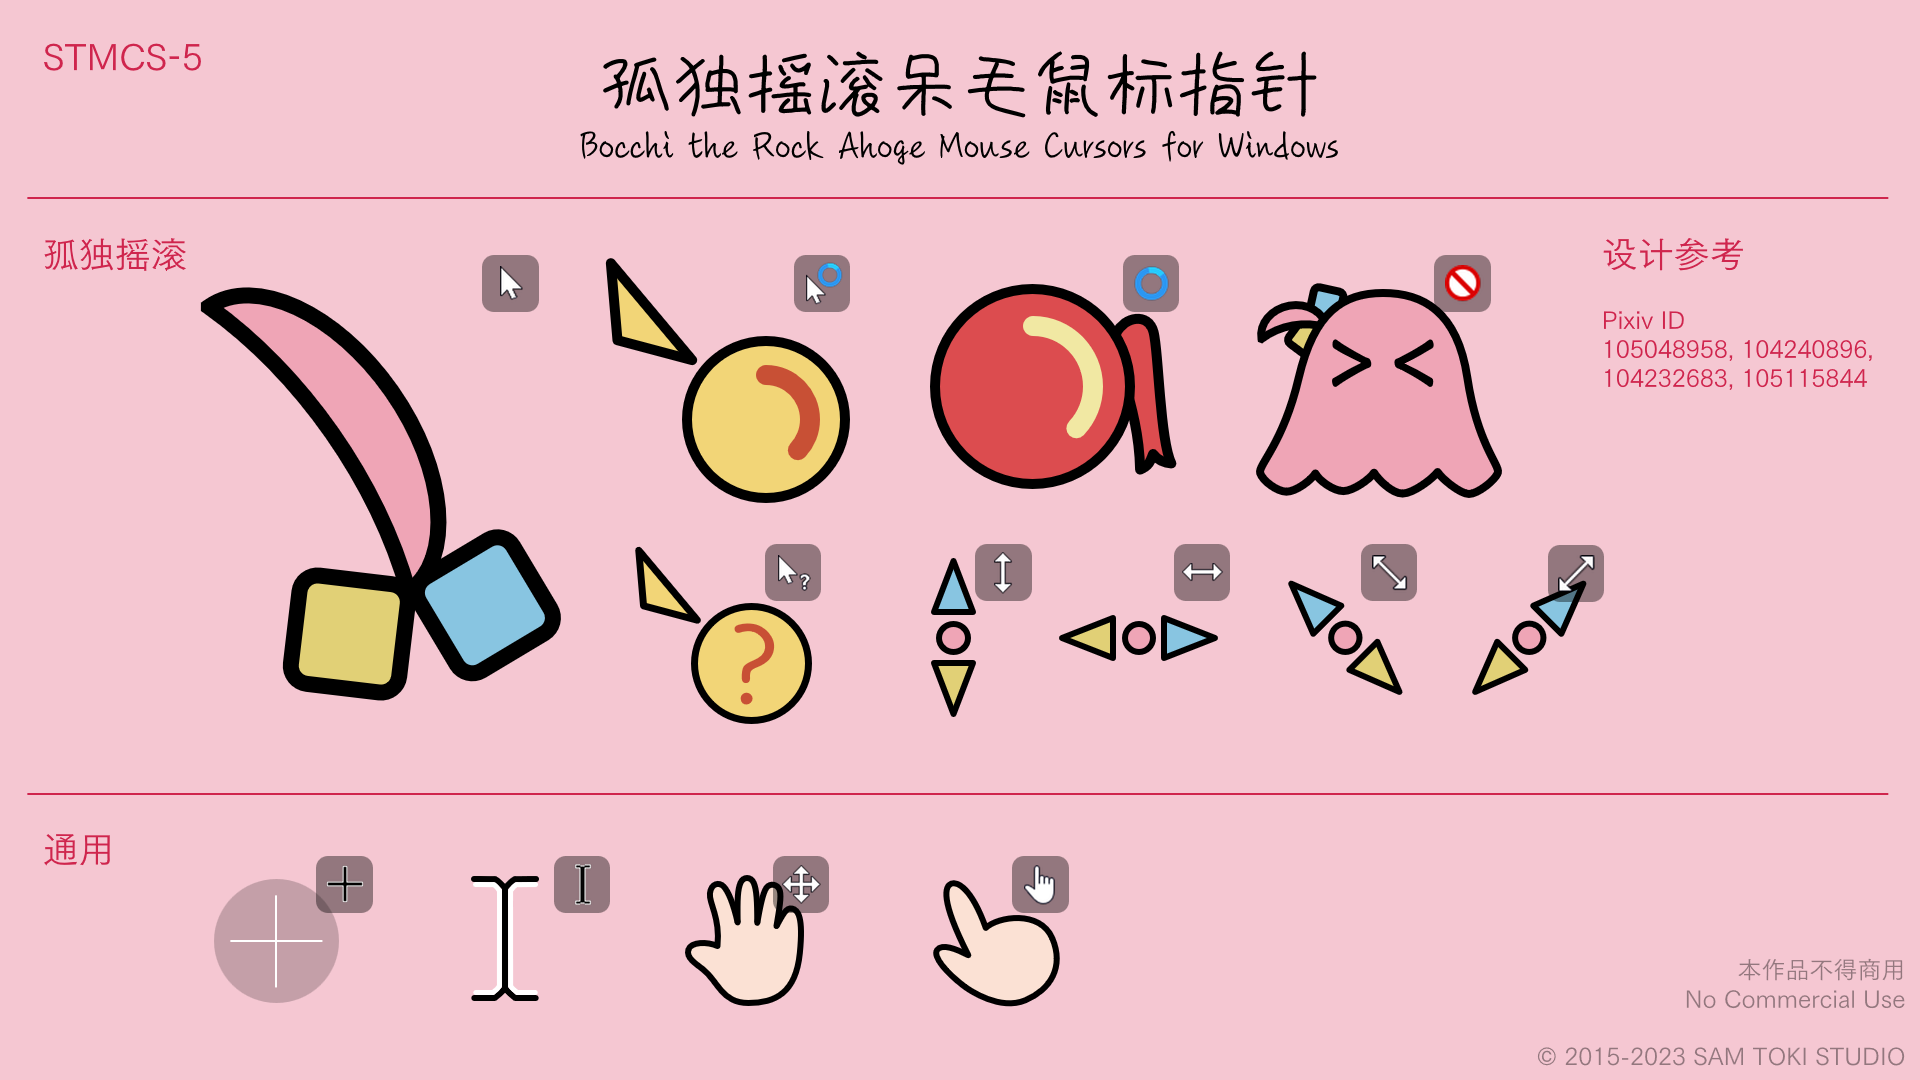 STMCS-5
孤独摇滚呆毛鼠标指针
Bocchi the Rock Ahoge Mouse Cursors for Windows
孤独摇滚
设计参考
Pixiv ID
105048958, 104240896,
104232683, 105115844
?
?
通用
本作品不得商用
No Commercial Use
© 2015-2023 SAM TOKI STUDIO